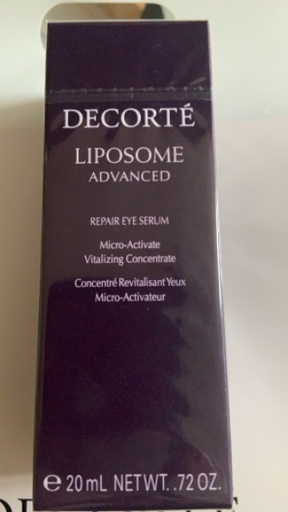 DECORTÉ
LIPOSOME
ADVANCED
REPAIR EYE SERUM
Micro-Activate
Vitalizing Concentrate
Concentré Revitalisant Yeux
Micro-Activateur
℮ 20 mL NET WT. .72 OZ.